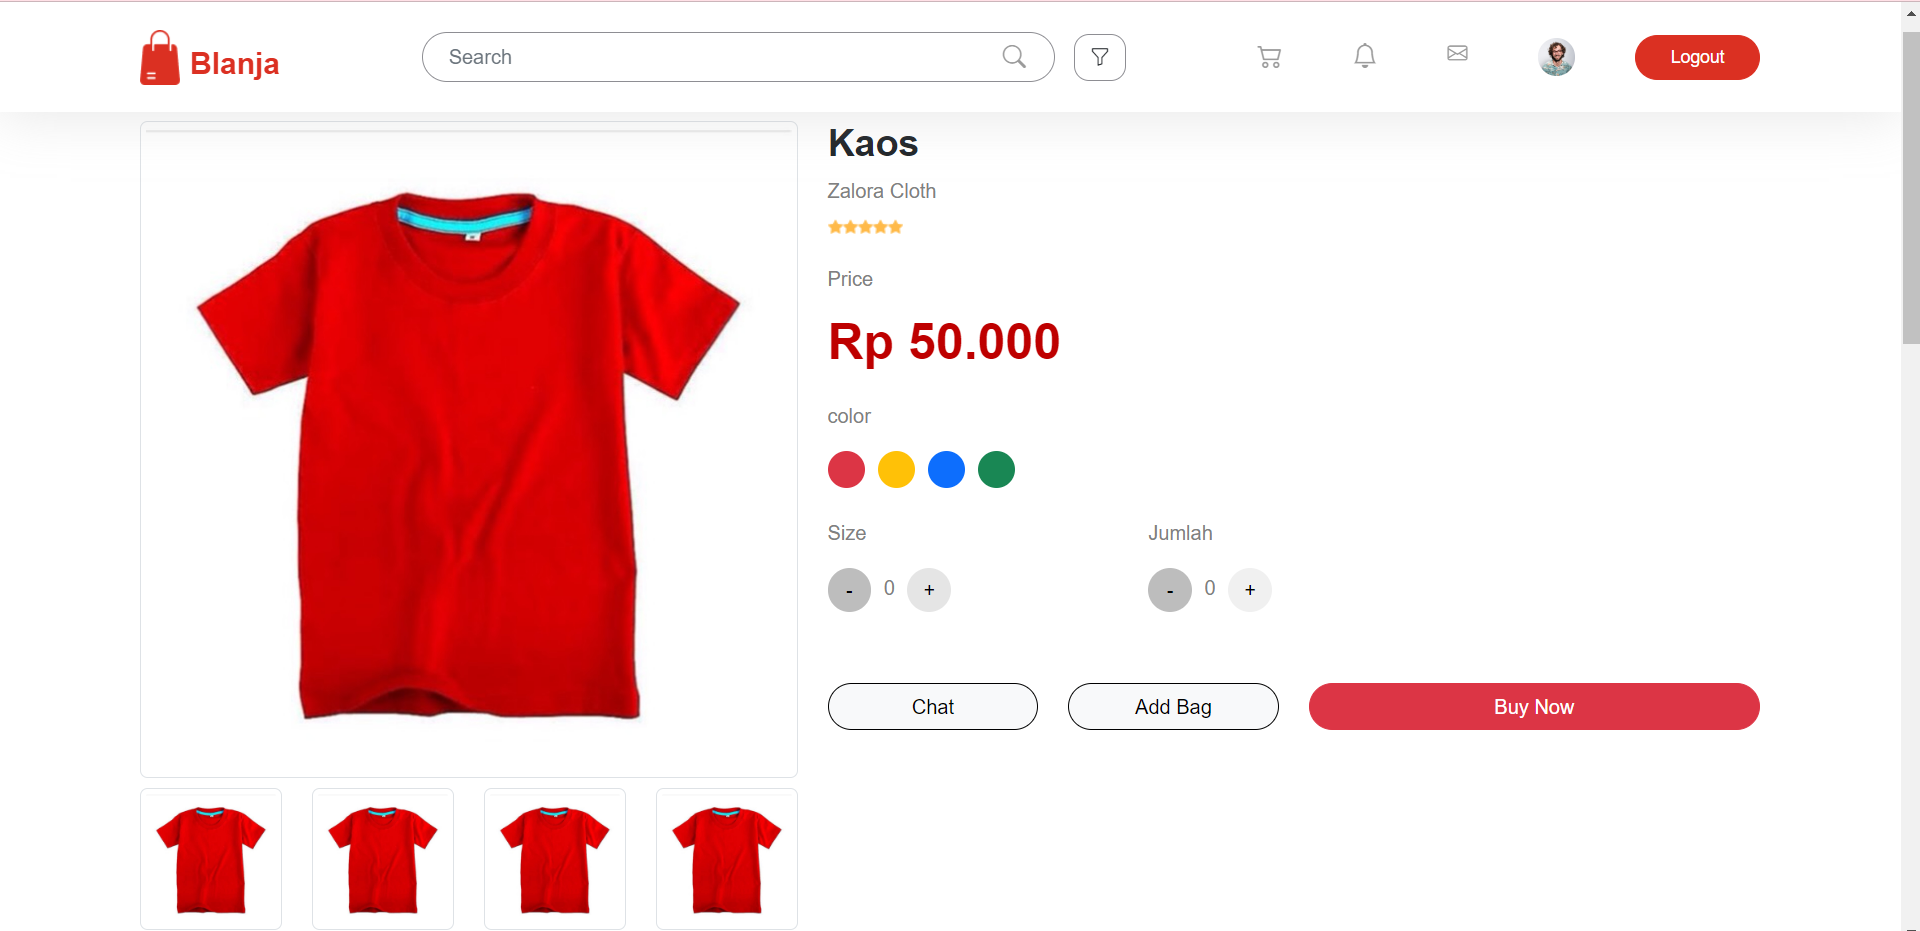 Blanja
Search
Logout
Kaos
Zalora Cloth
Price
Rp 50.000
color
Size
Jumlah
- 0 +
- 0 +
Chat
Add Bag
Buy Now